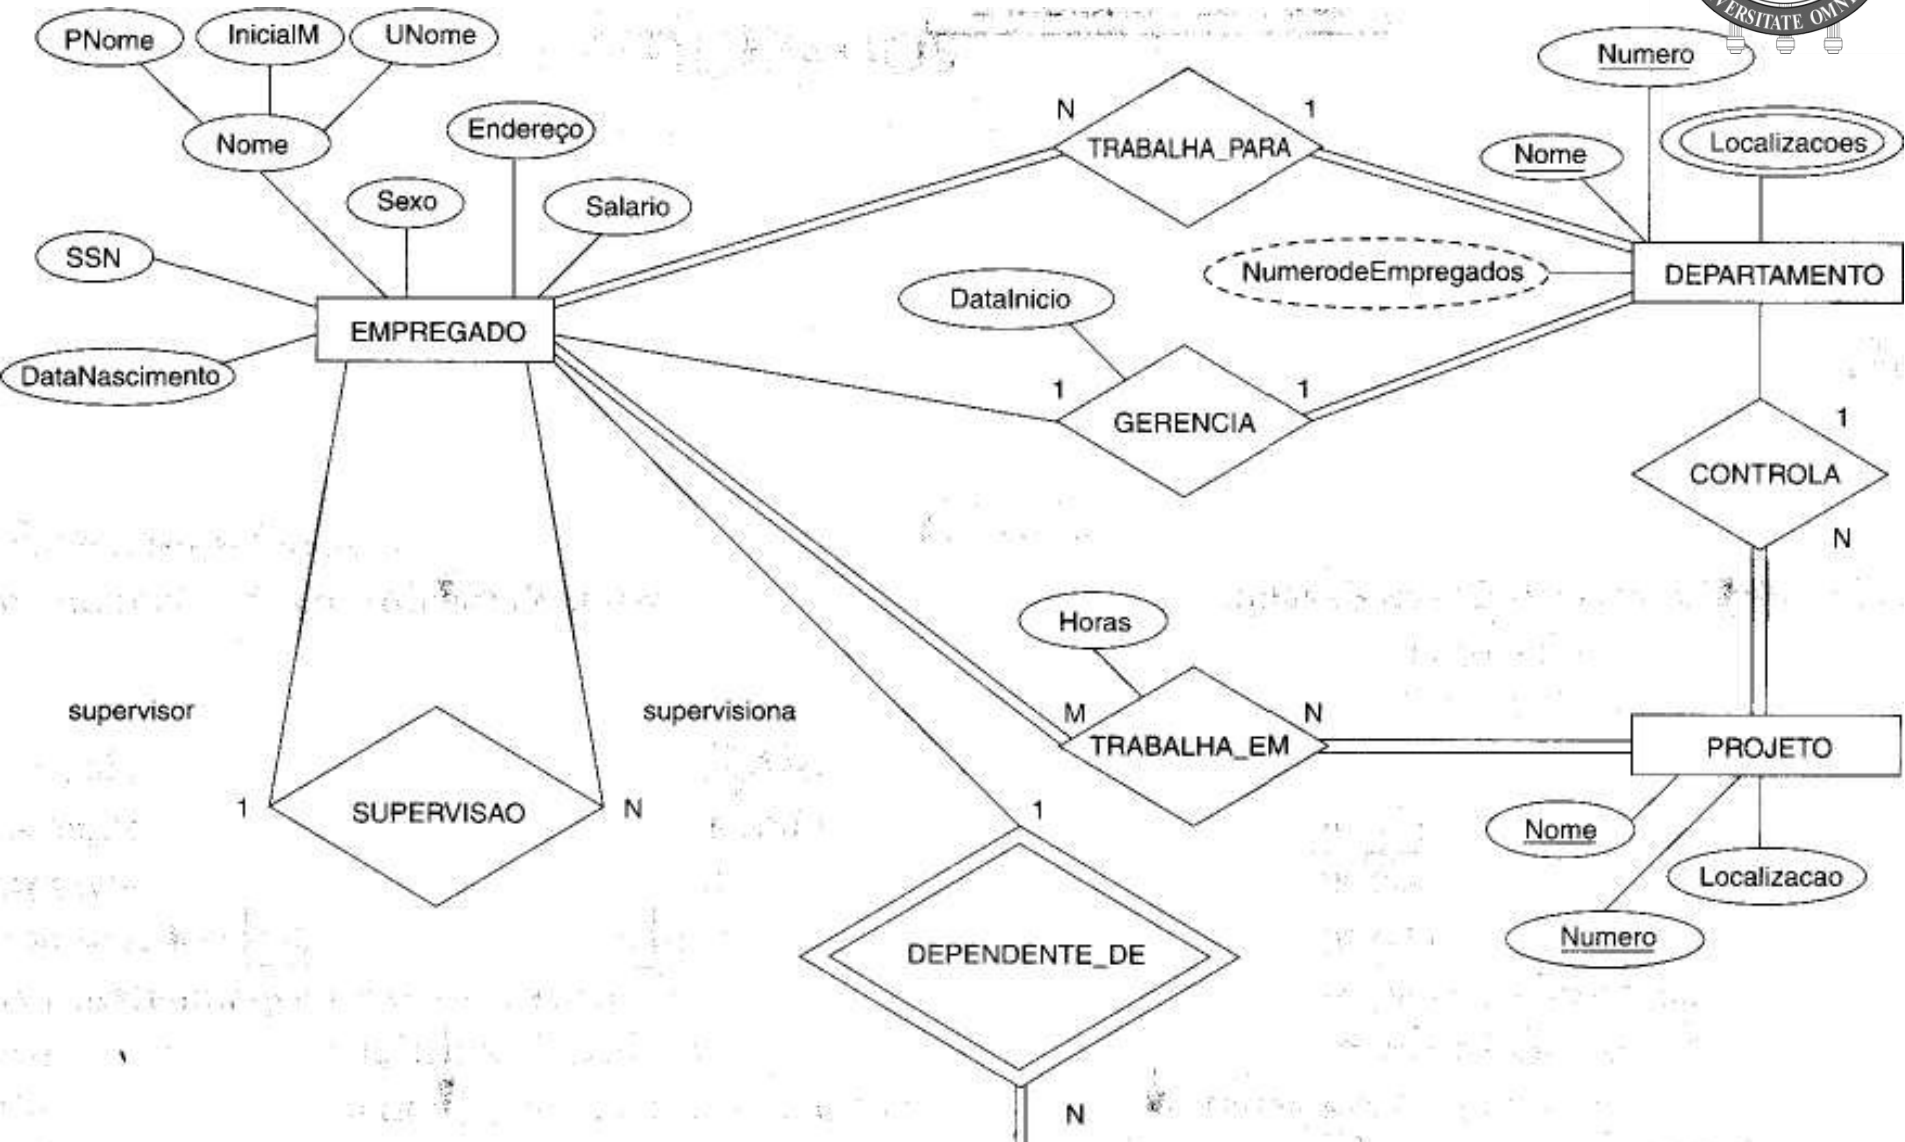 PNome
InicialM
UNome
Nome
Endereço
Sexo
Salario
SSN
EMPREGADO
DataNascimento
N
TRABALHA_PARA
1
Numero
Nome
Localizacoes
NumerodeEmpregados
DEPARTAMENTO
DataInicio
1
GERENCIA
1
1
CONTROLA
N
Horas
M
TRABALHA_EM
N
PROJETO
Nome
Localizacao
Numero
supervisor
supervisiona
1
SUPERVISAO
N
1
DEPENDENTE_DE
N